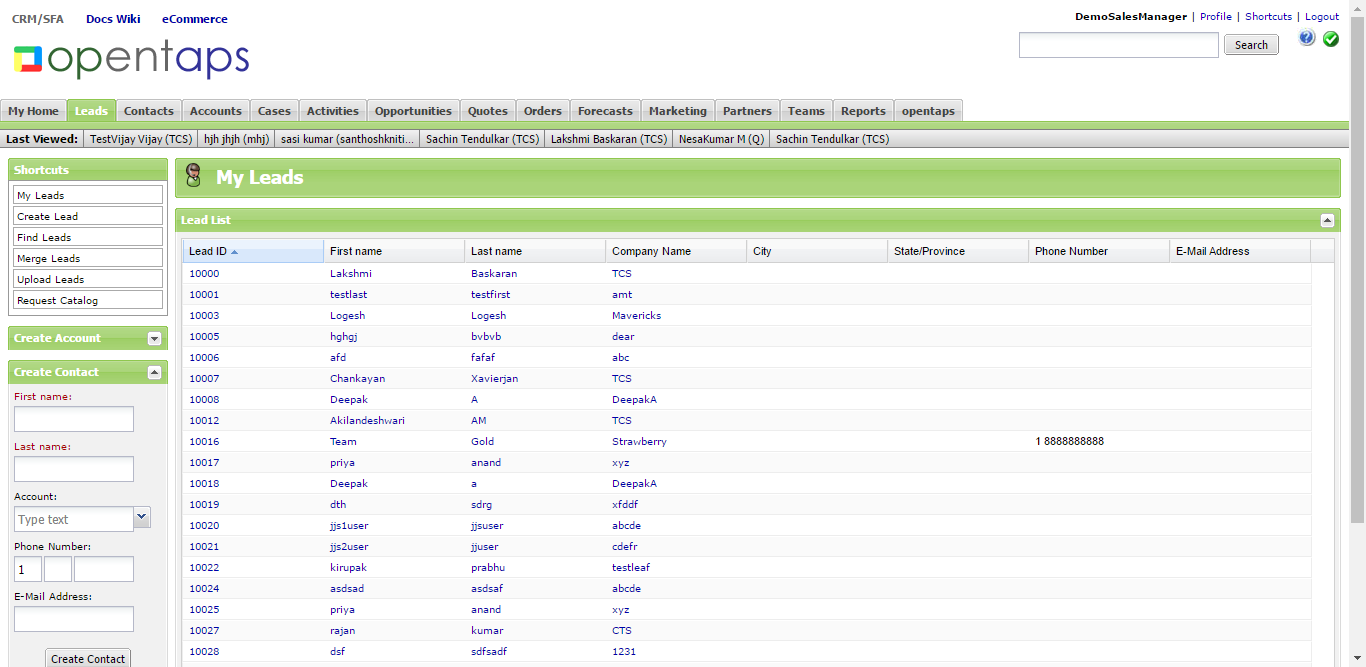 CRM/SFA Docs Wiki eCommerce
DemoSalesManager | Profile | Shortcuts | Logout
opentaps
Search
?
My Home Leads Contacts Accounts Cases Activities Opportunities Quotes Orders Forecasts Marketing Partners Teams Reports opentaps
Last Viewed: TestVijay Vijay (TCS) hjh jhjh (mhj) sasi kumar (santhoshkniti... Sachin Tendulkar (TCS) Lakshmi Baskaran (TCS) NesaKumar M (Q) Sachin Tendulkar (TCS)
Shortcuts
My Leads
Create Lead
Find Leads
Merge Leads
Upload Leads
Request Catalog
Create Account
Create Contact
First name:
Last name:
Account:
Type text
Phone Number:
1
E-Mail Address:
Create Contact
My Leads
Lead List
Lead ID First name Last name Company Name City State/Province Phone Number E-Mail Address
10000 Lakshmi Baskaran TCS
10001 testlast testfirst amt
10003 Logesh Logesh Mavericks
10005 hghgj bvbvb dear
10006 afd fafaf abc
10007 Chankayan Xavierjan TCS
10008 Deepak A DeepakA
10012 Akilandeshwari AM TCS
10016 Team Gold Strawberry 1 8888888888
10017 priya anand xyz
10018 Deepak a DeepakA
10019 dth sdrg xfddf
10020 jjs1user jjsuser abcde
10021 jjs2user jjuser cdefr
10022 kirupak prabhu testleaf
10024 asdsad asdsaf abcde
10025 priya anand xyz
10027 rajan kumar CTS
10028 dsf sdfsadf 1231